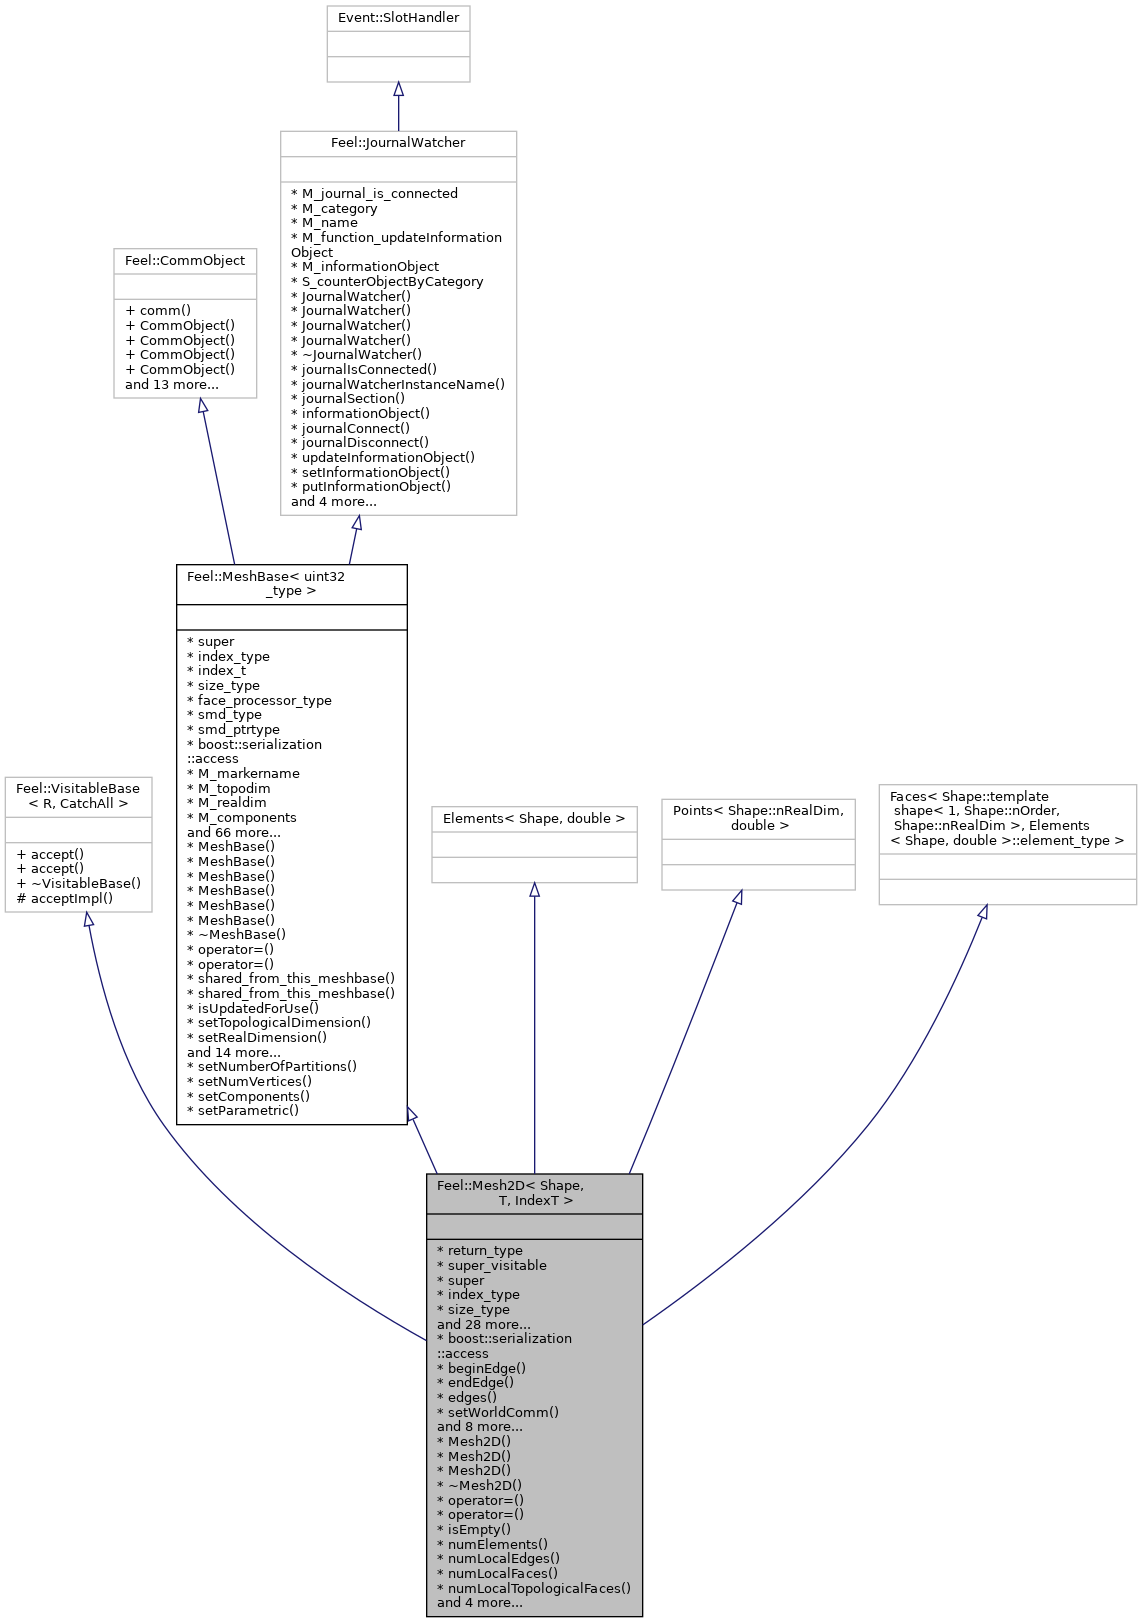 Event::SlotHandler
Feel::JournalWatcher
* M_journal_is_connected
* M_category
* M_name
* M_function_updateInformation
Object
* M_informationObject
* S_counterObjectByCategory
* JournalWatcher()
* JournalWatcher()
* JournalWatcher()
* JournalWatcher()
* ~JournalWatcher()
* journalIsConnected()
* journalWatcherInstanceName()
* journalSection()
* informationObject()
* journalConnect()
* journalDisconnect()
* updateInformationObject()
* setInformationObject()
* putInformationObject()
and 4 more...
Feel::CommObject
+ comm()
+ CommObject()
+ CommObject()
+ CommObject()
+ CommObject()
and 13 more...
Feel::MeshBase< uint32
_type >
* super
* index_type
* index_t
* size_type
* face_processor_type
* smd_type
* smd_ptrtype
* boost::serialization
::access
* M_markername
* M_topodim
* M_realdim
* M_components
and 66 more...
* MeshBase()
* MeshBase()
* MeshBase()
* MeshBase()
* MeshBase()
* MeshBase()
* ~MeshBase()
* operator=()
* operator=()
* shared_from_this_meshbase()
* shared_from_this_meshbase()
* isUpdatedForUse()
* setTopologicalDimension()
* setRealDimension()
and 14 more...
* setNumberOfPartitions()
* setNumVertices()
* setComponents()
* setParametric()
Feel::VisitableBase
< R, CatchAll >
+ accept()
+ accept()
+ ~VisitableBase()
# acceptImpl()
Elements< Shape, double >
Points< Shape::nRealDim,
double >
Faces< Shape::template
shape< 1, Shape::nOrder,
Shape::nRealDim >, Elements
< Shape, double >::element_type >
Feel::Mesh2D< Shape,
T, IndexT >
* return_type
* super_visitable
* super
* index_type
* size_type
and 28 more...
* boost::serialization
::access
* beginEdge()
* endEdge()
* edges()
* setWorldComm()
and 8 more...
* Mesh2D()
* Mesh2D()
* Mesh2D()
* ~Mesh2D()
* operator=()
* operator=()
* isEmpty()
* numElements()
* numLocalEdges()
* numLocalFaces()
* numLocalTopologicalFaces()
and 4 more...